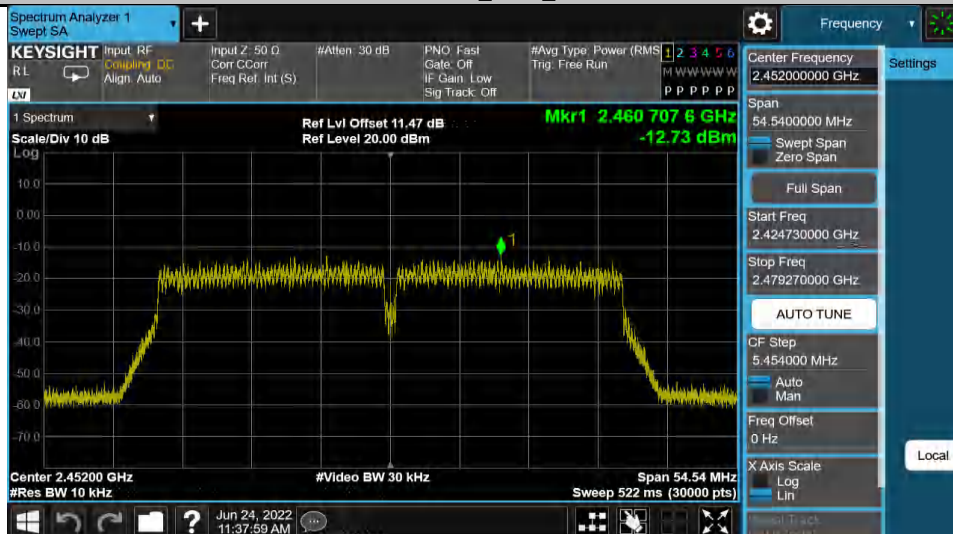 Spectrum Analyzer 1
Swept SA
Frequency
KEYSIGHT
RL
LXI
Input: RF
Coupling: DC
Align: Auto
Input Z: 50 Ω
Corr CCorr
Freq Ref: Int (S)
#Atten: 30 dB
PNO: Fast
Gate: Off
IF Gain: Low
Sig Track: Off
#Avg Type: Power (RMS
Trig: Free Run
1 2 3 4 5 6
M W W W W W
P P P P P P
1 Spectrum
Scale/Div 10 dB
Ref Lvl Offset 11.47 dB
Ref Level 20.00 dBm
Mkr1 2.460 707 6 GHz
-12.73 dBm
Log
10.0
0.00
-10.0
-20.0
-30.0
-40.0
-50.0
-60.0
-70.0
1
Center 2.45200 GHz
#Res BW 10 kHz
#Video BW 30 kHz
Span 54.54 MHz
Sweep 522 ms (30000 pts)
Jun 24, 2022
11:37:59 AM
Center Frequency
2.452000000 GHz
Span
54.5400000 MHz
Swept Span
Zero Span
Full Span
Start Freq
2.424730000 GHz
Stop Freq
2.479270000 GHz
AUTO TUNE
CF Step
5.454000 MHz
Auto
Man
Freq Offset
0 Hz
X Axis Scale
Log
Lin
Settings
Local